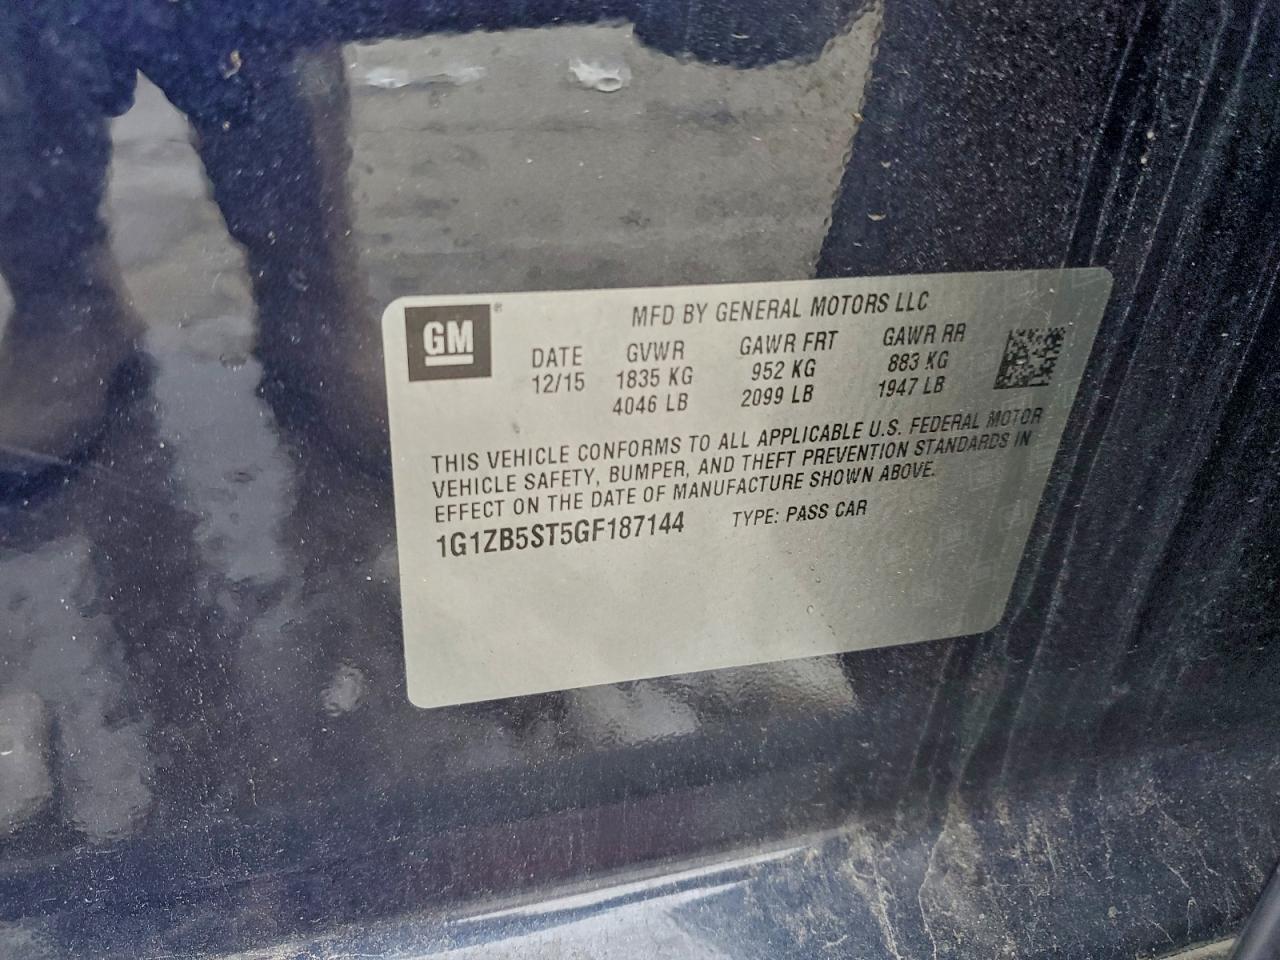 GM ®
MFD BY GENERAL MOTORS LLC
DATE GVWR GAWR FRT GAWR RR
12/15 1835 KG 952 KG 883 KG
4046 LB 2099 LB 1947 LB
THIS VEHICLE CONFORMS TO ALL APPLICABLE U.S. FEDERAL MOTOR
VEHICLE SAFETY, BUMPER, AND THEFT PREVENTION STANDARDS IN
EFFECT ON THE DATE OF MANUFACTURE SHOWN ABOVE.
1G1ZB5ST5GF187144 TYPE: PASS CAR